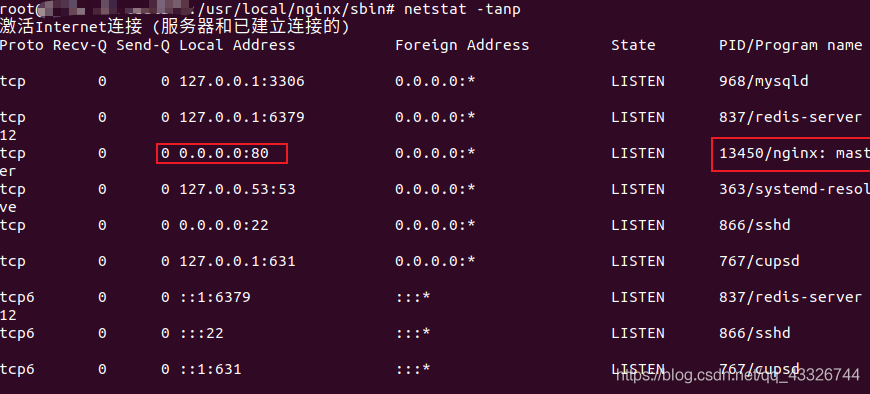 root@ ./usr/local/nginx/sbin# netstat -tanp
激活Internet连接 (服务器和已建立连接的)
Proto Recv-Q Send-Q Local Address Foreign Address State PID/Program name
tcp 0 0 127.0.0.1:3306 0.0.0.0:* LISTEN 968/mysqld
tcp 0 0 127.0.0.1:6379 0.0.0.0:* LISTEN 837/redis-server
12
tcp 0 0 0.0.0.0:80 0.0.0.0:* LISTEN 13450/nginx: mast
er
tcp 0 0 127.0.0.53:53 0.0.0.0:* LISTEN 363/systemd-resol
ve
tcp 0 0 0.0.0.0:22 0.0.0.0:* LISTEN 866/sshd
tcp 0 0 127.0.0.1:631 0.0.0.0:* LISTEN 767/cupsd
tcp6 0 0 ::1:6379 :::* LISTEN 837/redis-server
12
tcp6 0 0 :::22 :::* LISTEN 866/sshd
tcp6 0 0 ::1:631 :::* LISTEN 767/cupsd
https://blog.csdn.net/qq_43326744